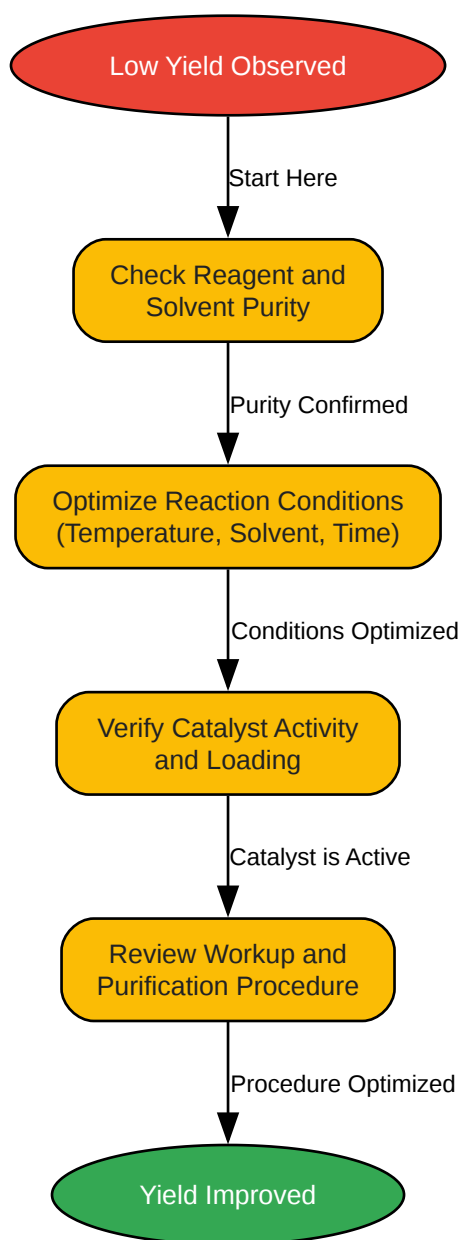 Low Yield Observed
Start Here
Check Reagent and
Solvent Purity
Purity Confirmed
Optimize Reaction Conditions
(Temperature, Solvent, Time)
Conditions Optimized
Verify Catalyst Activity
and Loading
Catalyst is Active
Review Workup and
Purification Procedure
Procedure Optimized
Yield Improved